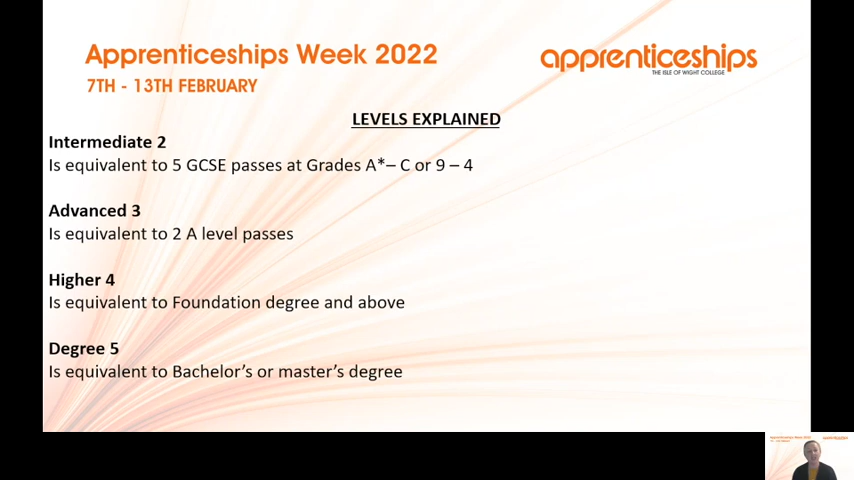 Apprenticeships Week 2022
7TH - 13TH FEBRUARY
apprenticeships
THE ISLE OF WIGHT COLLEGE
LEVELS EXPLAINED
Intermediate 2
Is equivalent to 5 GCSE passes at Grades A*– C or 9 – 4
Advanced 3
Is equivalent to 2 A level passes
Higher 4
Is equivalent to Foundation degree and above
Degree 5
Is equivalent to Bachelor's or master's degree